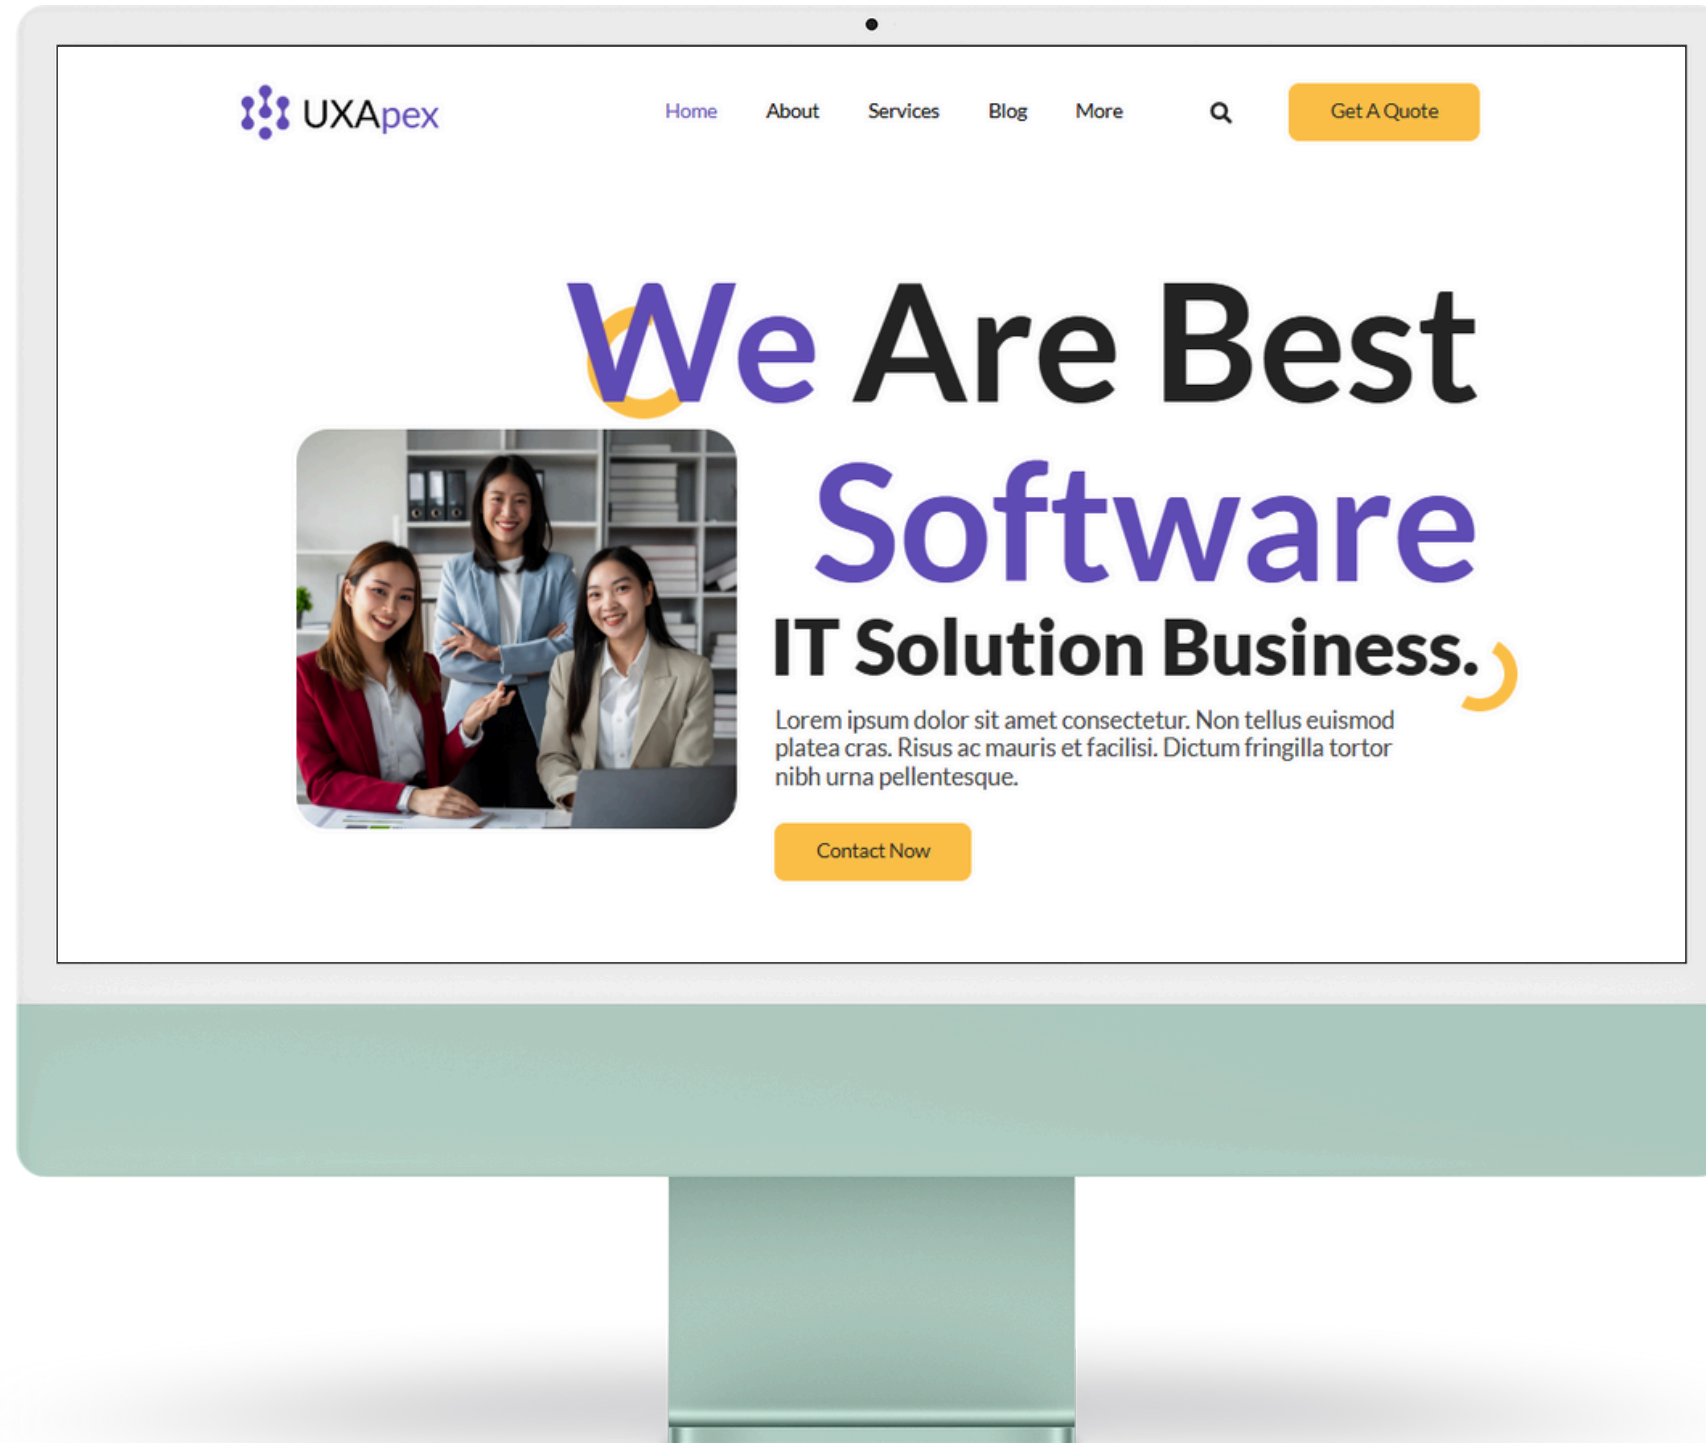 UXApex
Home About Services Blog More
Get A Quote
We Are Best
Software
IT Solution Business.
Lorem ipsum dolor sit amet consectetur. Non tellus euismod
platea cras. Risus ac mauris et facilisi. Dictum fringilla tortor
nibh urna pellentesque.
Contact Now